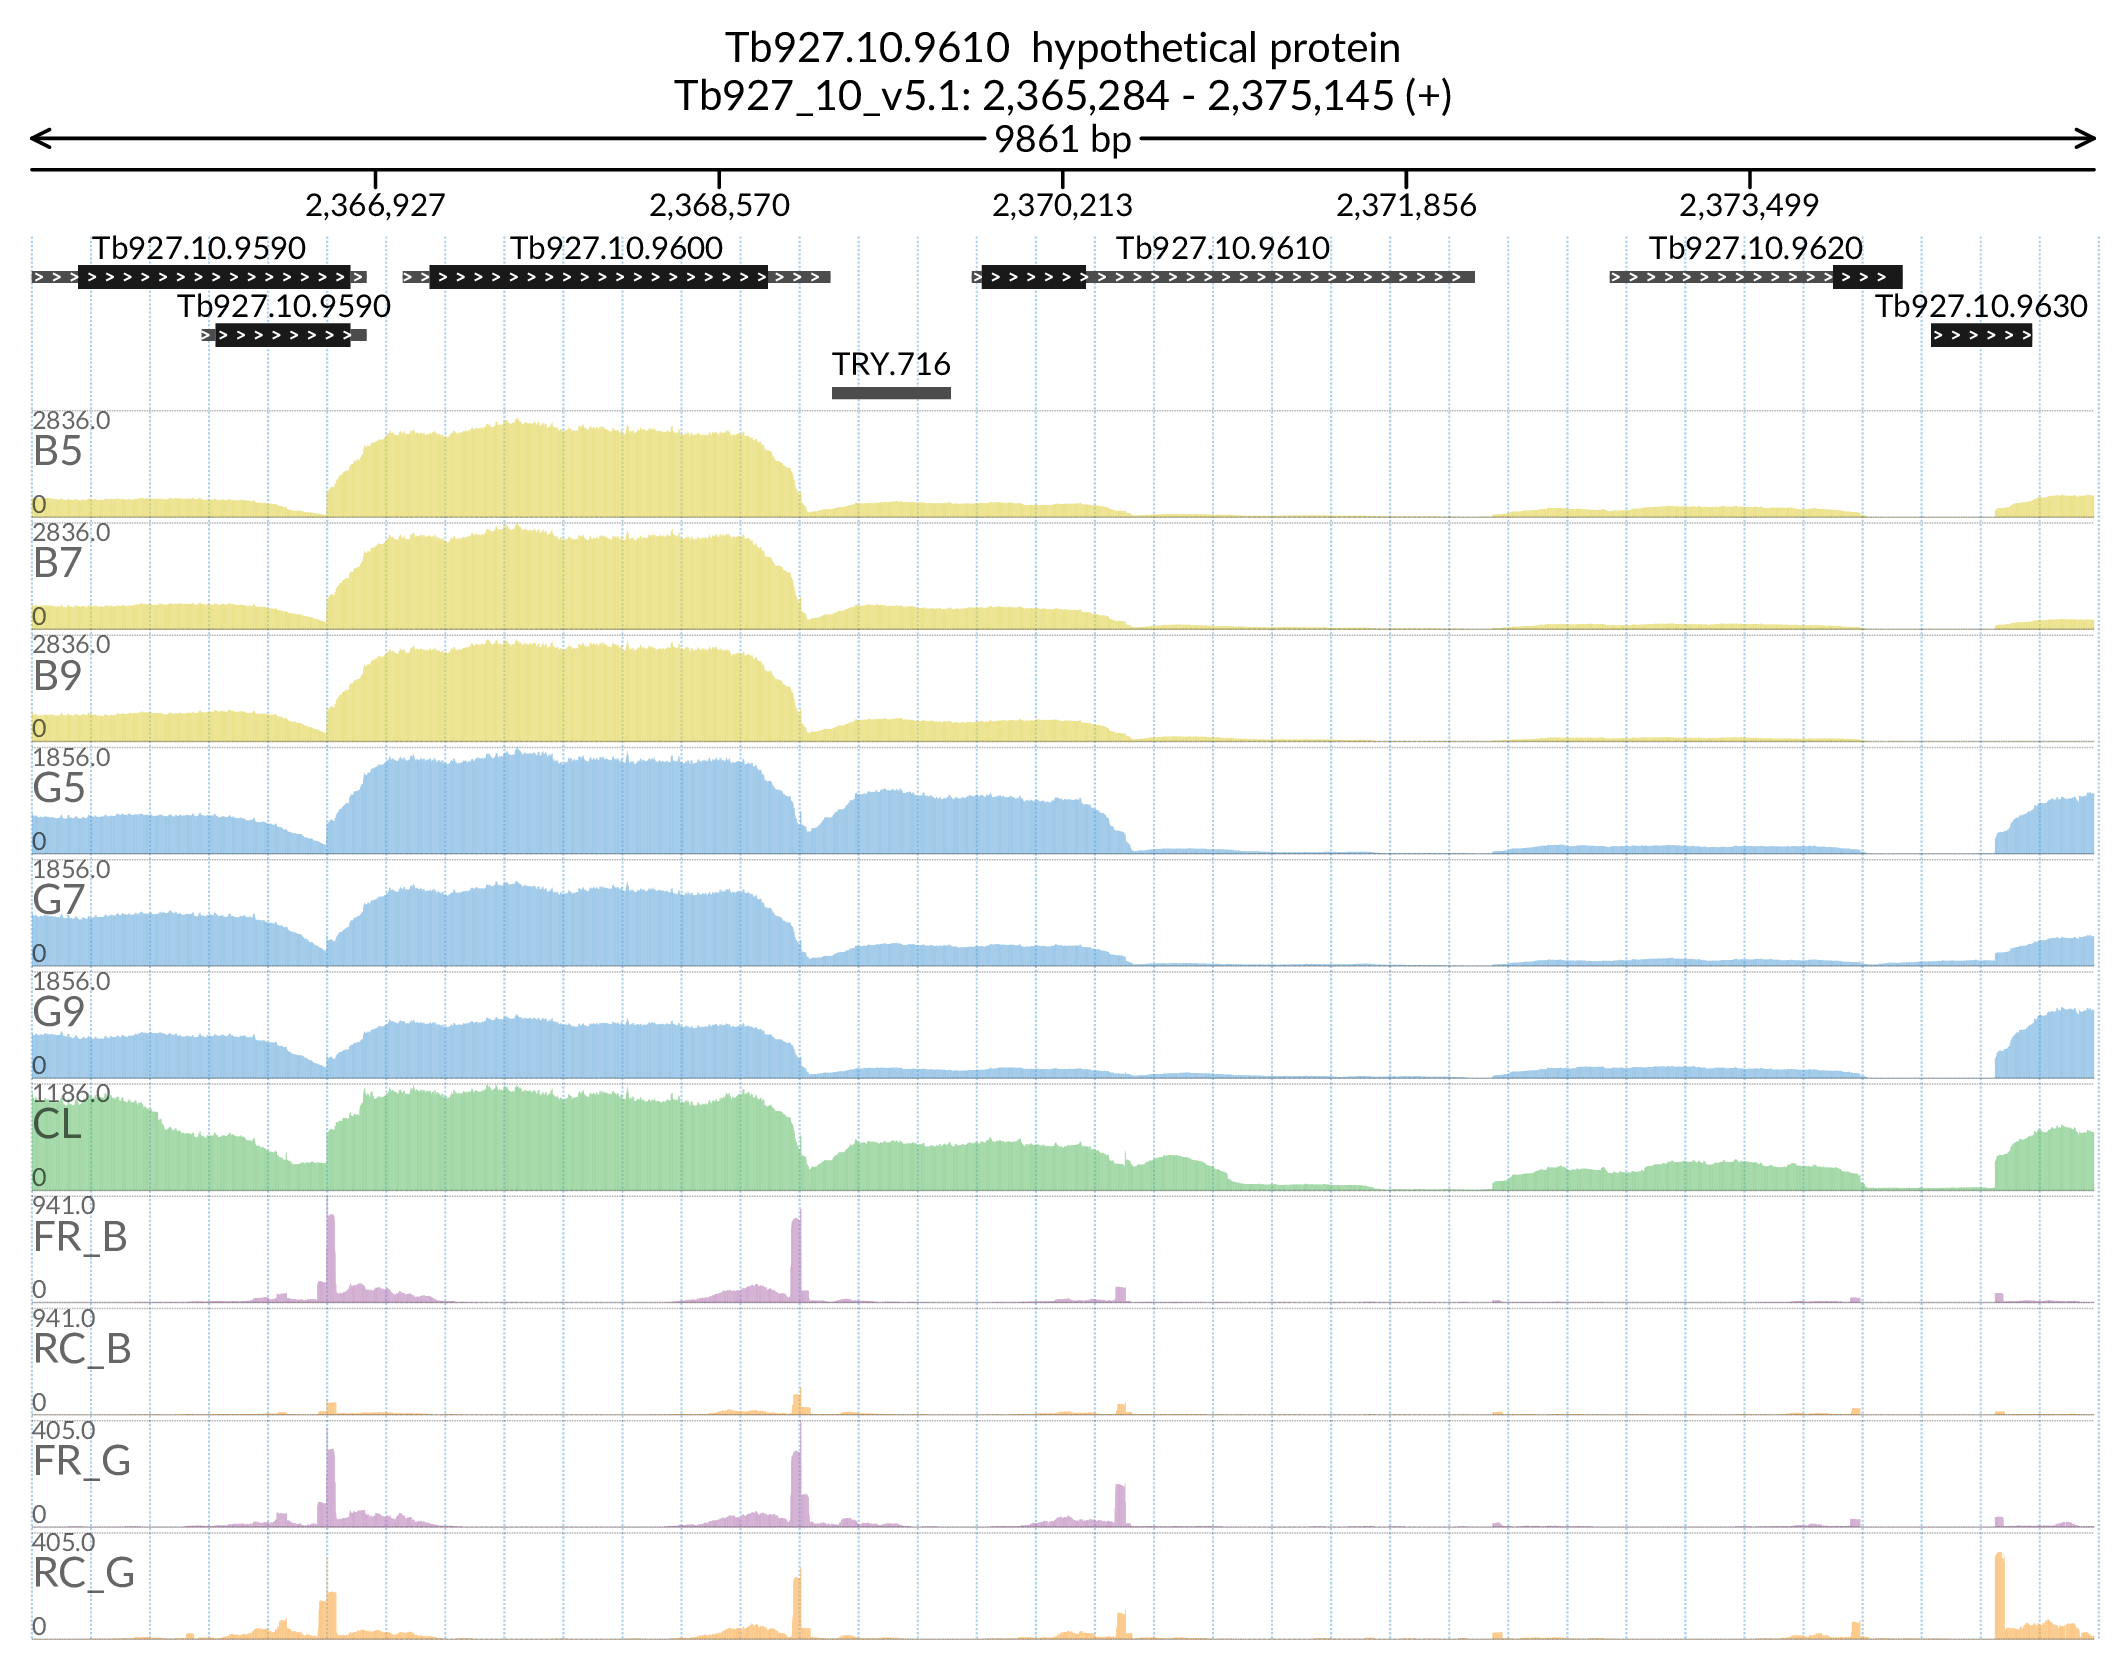 Tb927.10.9610  hypothetical protein
Tb927_10_v5.1: 2,365,284 - 2,375,145 (+)
9861 bp
2,366,927 2,368,570 2,370,213 2,371,856 2,373,499
Tb927.10.9590 Tb927.10.9600 Tb927.10.9610 Tb927.10.9620
Tb927.10.9590 Tb927.10.9630
TRY.716
2836.0
B5
0
2836.0
B7
0
2836.0
B9
0
1856.0
G5
0
1856.0
G7
0
1856.0
G9
0
1186.0
CL
0
941.0
FR_B
0
941.0
RC_B
0
405.0
FR_G
0
405.0
RC_G
0